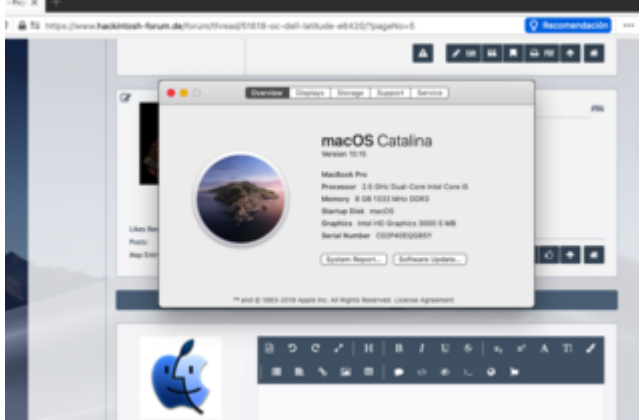 https://www.hackintosh-forum.de/forum/thread/51618-oc-dell-latitude-e6420/?pageNo=5
Recomendación
Overview Displays Storage Support Service
macOS Catalina
Version 10.15
MacBook Pro
Processor 2.5 GHz Dual-Core Intel Core i5
Memory 8 GB 1333 MHz DDR3
Startup Disk macOS
Graphics Intel HD Graphics 3000 5 MB
Serial Number
System Report... Software Update...
™ and © 1983-2019 Apple Inc. All Rights Reserved. License Agreement
Posts: